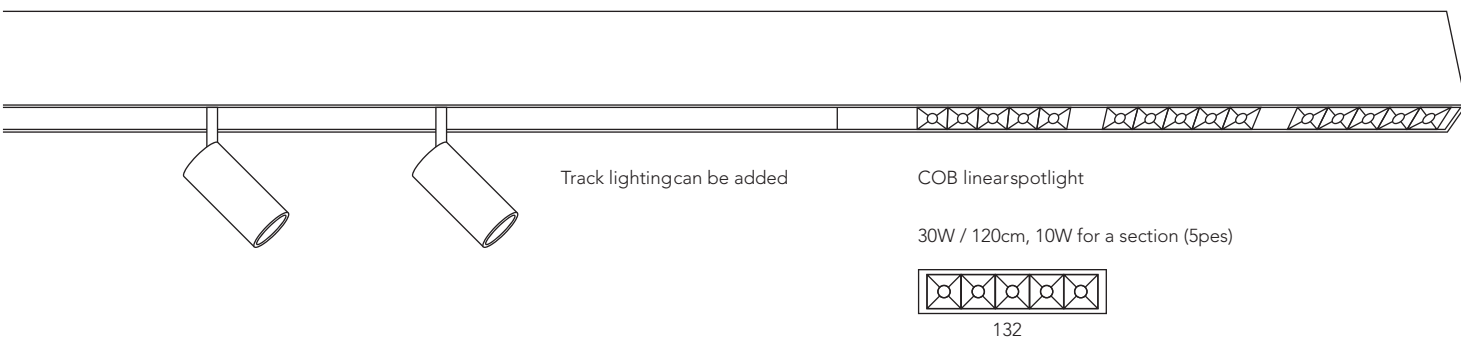 Track lightingcan be added
COB linearspotlight
30W / 120cm, 10W for a section (5pes)
132